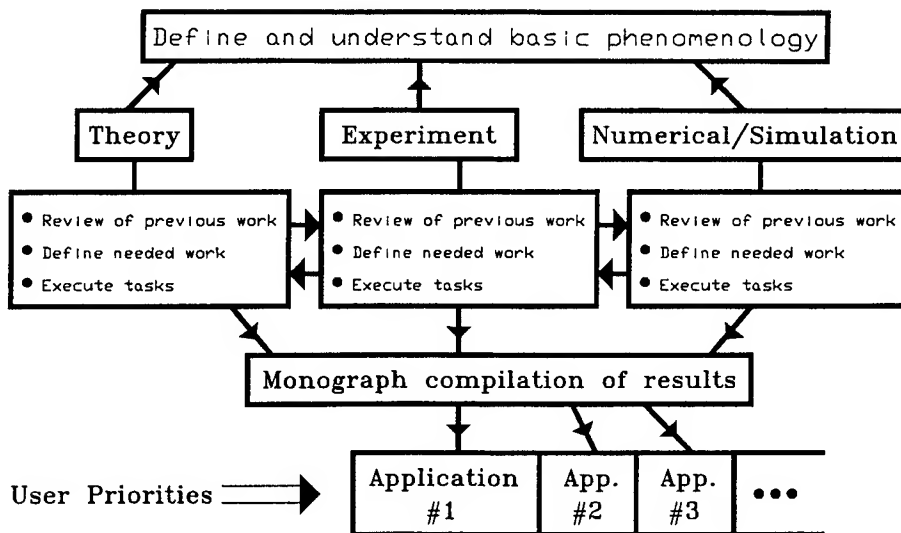 Define and understand basic phenomenology
Theory
Experiment
Numerical/Simulation
• Review of previous work
• Define needed work
• Execute tasks
• Review of previous work
• Define needed work
• Execute tasks
• Review of previous work
• Define needed work
• Execute tasks
Monograph compilation of results
User Priorities
Application
#1
App.
#2
App.
#3
•••